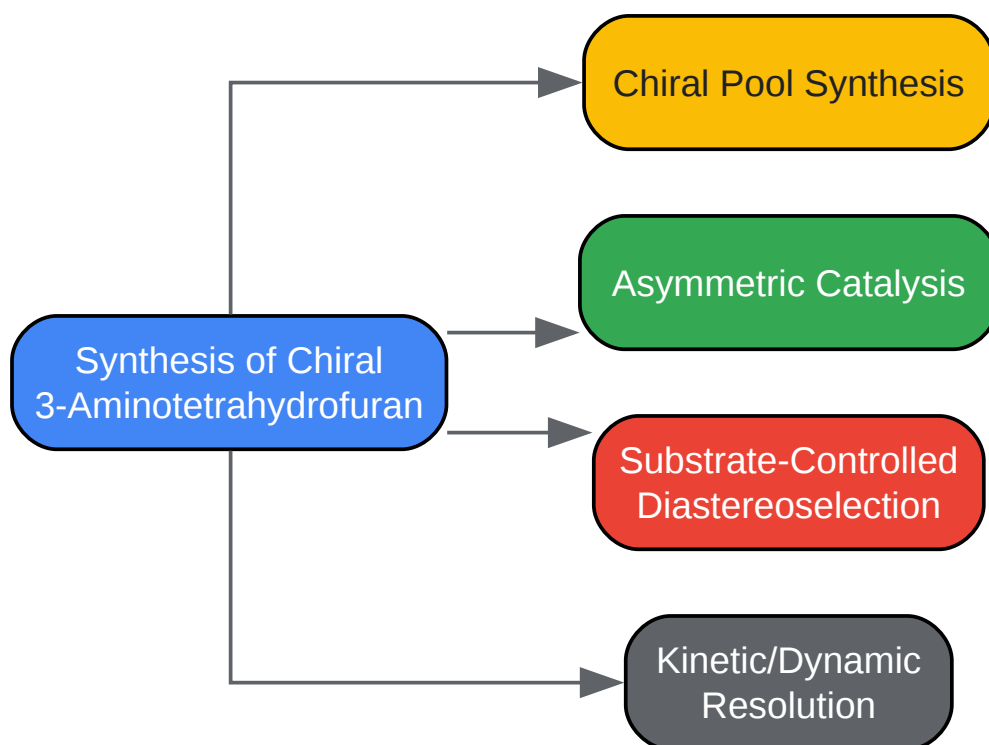 Chiral Pool Synthesis
Asymmetric Catalysis
Synthesis of Chiral
3-Aminotetrahydrofuran
Substrate-Controlled
Diastereoselection
Kinetic/Dynamic
Resolution